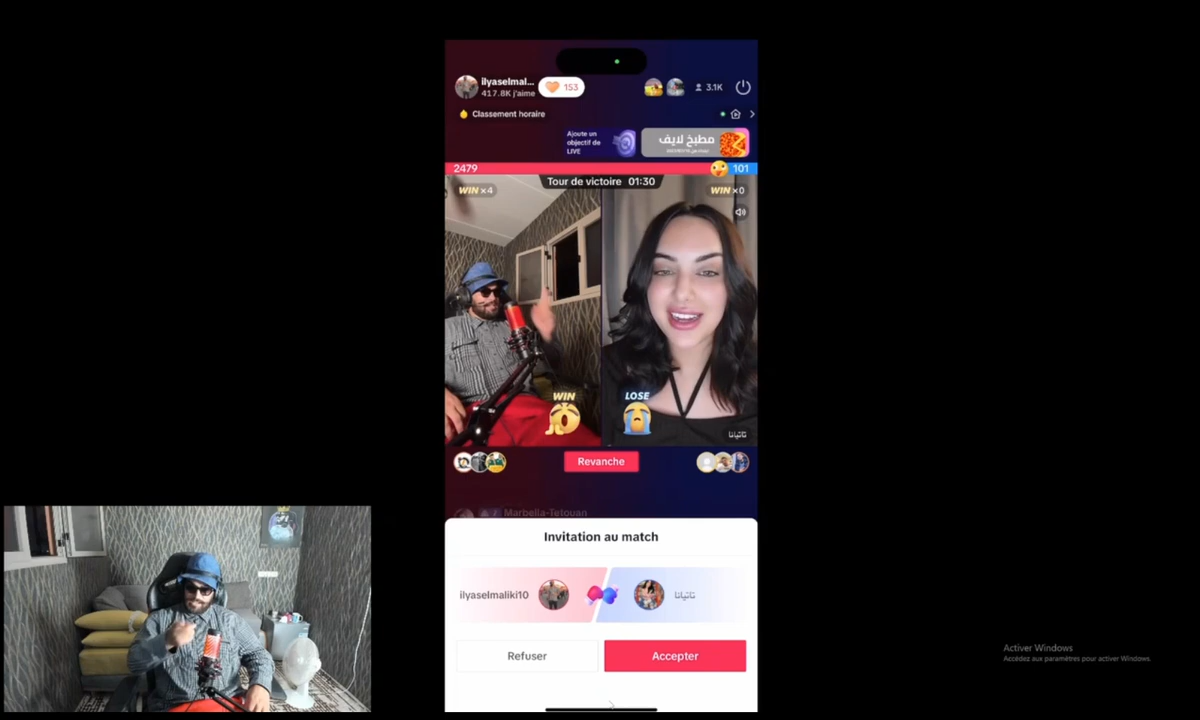 ilyaselmal...
417.8K j'aime
153
3.1K
Classement horaire
Ajoute un
objectif de
LIVE
مطبخ لايف
2479
101
Tour de victoire 01:30
WIN ×4
WIN ×0
WIN
LOSE
تاتيانا
Revanche
Marbella-Tetouan
Invitation au match
ilyaselmaliki10
تاتيانا
Refuser
Accepter
Activer Windows
Accédez aux paramètres pour activer Windows.